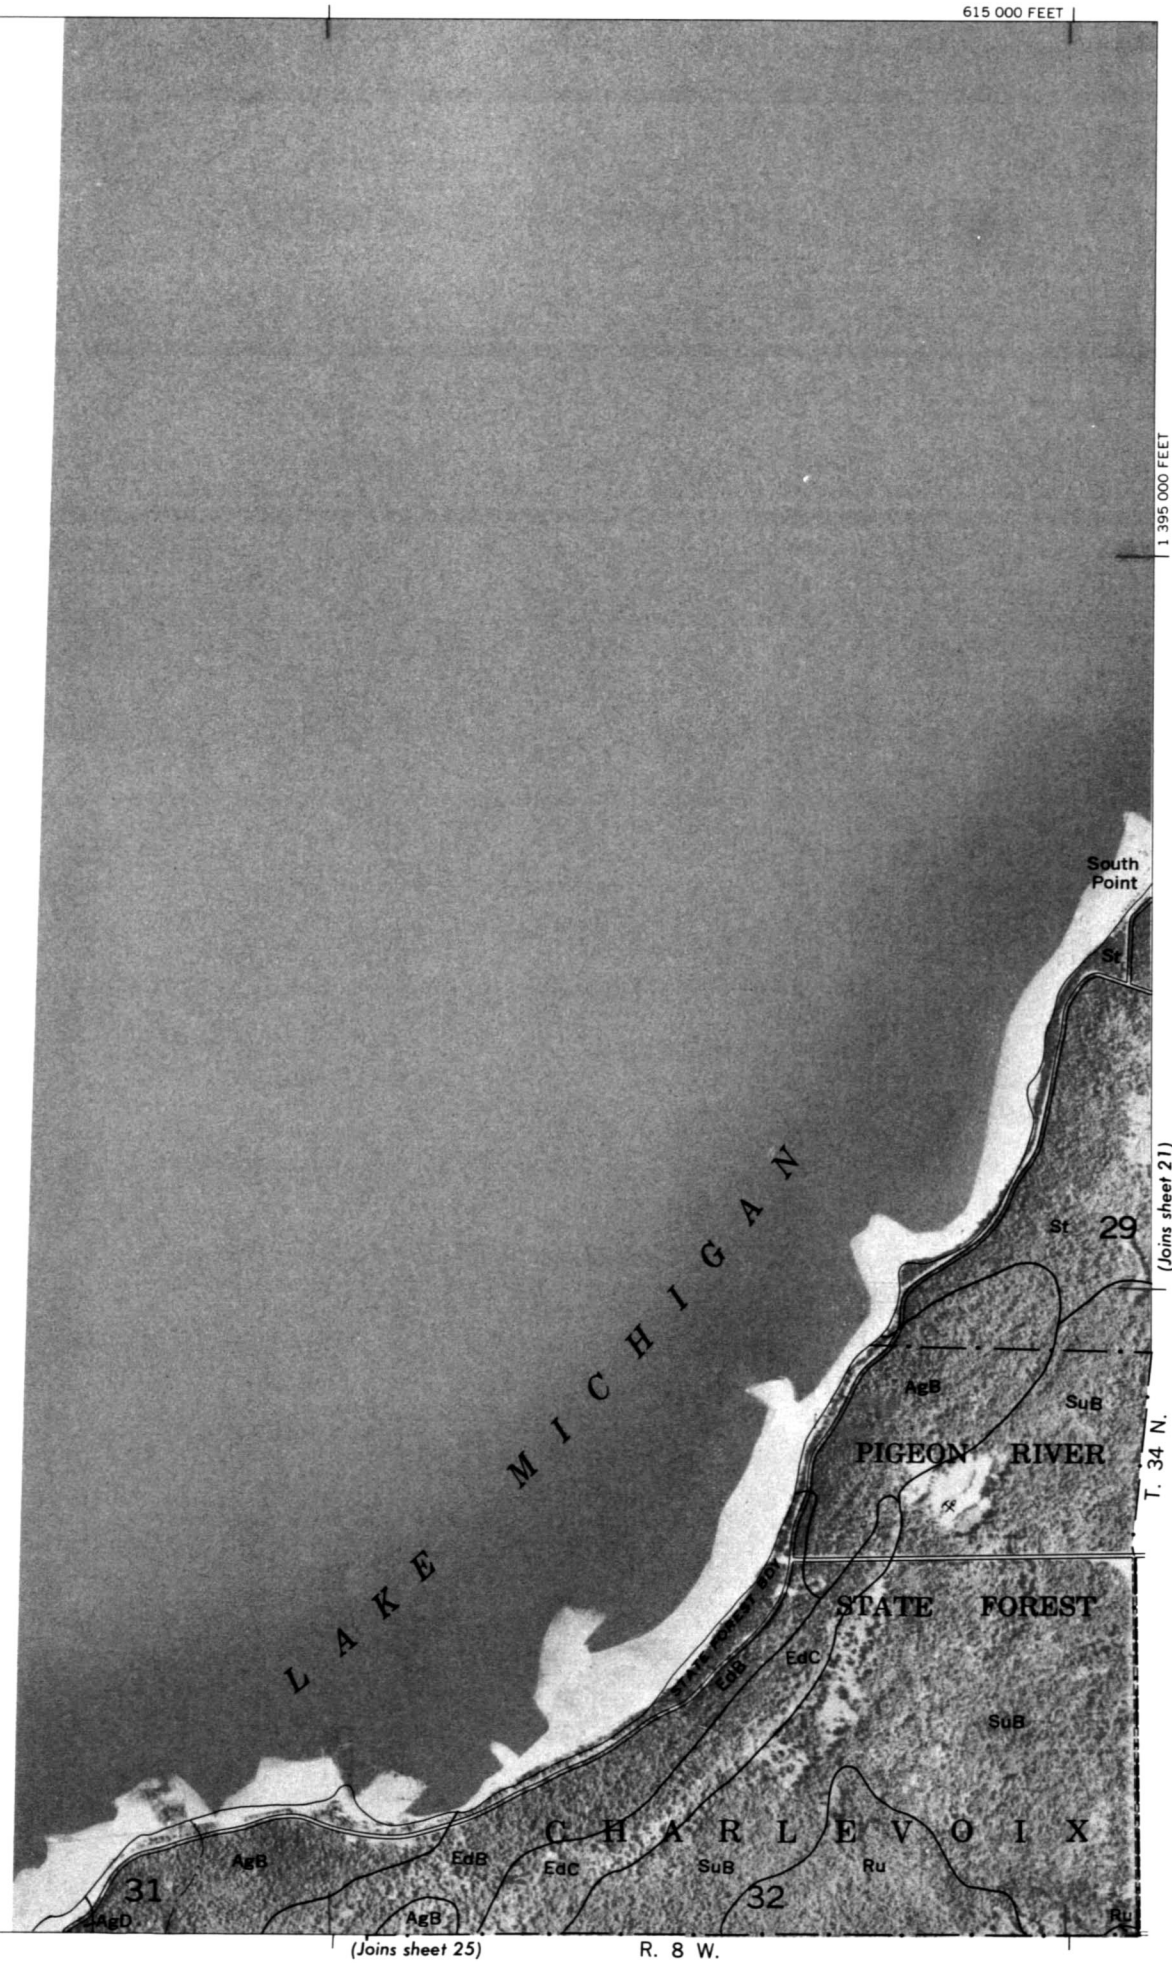 615 000 FEET
1 395 000 FEET
South
Point
St
(Joins sheet 21)
St 29
LAKE MICHIGAN
AgB
SuB
T. 34 N.
PIGEON RIVER
STATE FOREST BDY
STATE FOREST
EdB
EdC
SuB
CHARLEVOIX
AgB
EdB
EdC
SuB
Ru
31
32
AgD
AgB
Ru
(Joins sheet 25)
R. 8 W.